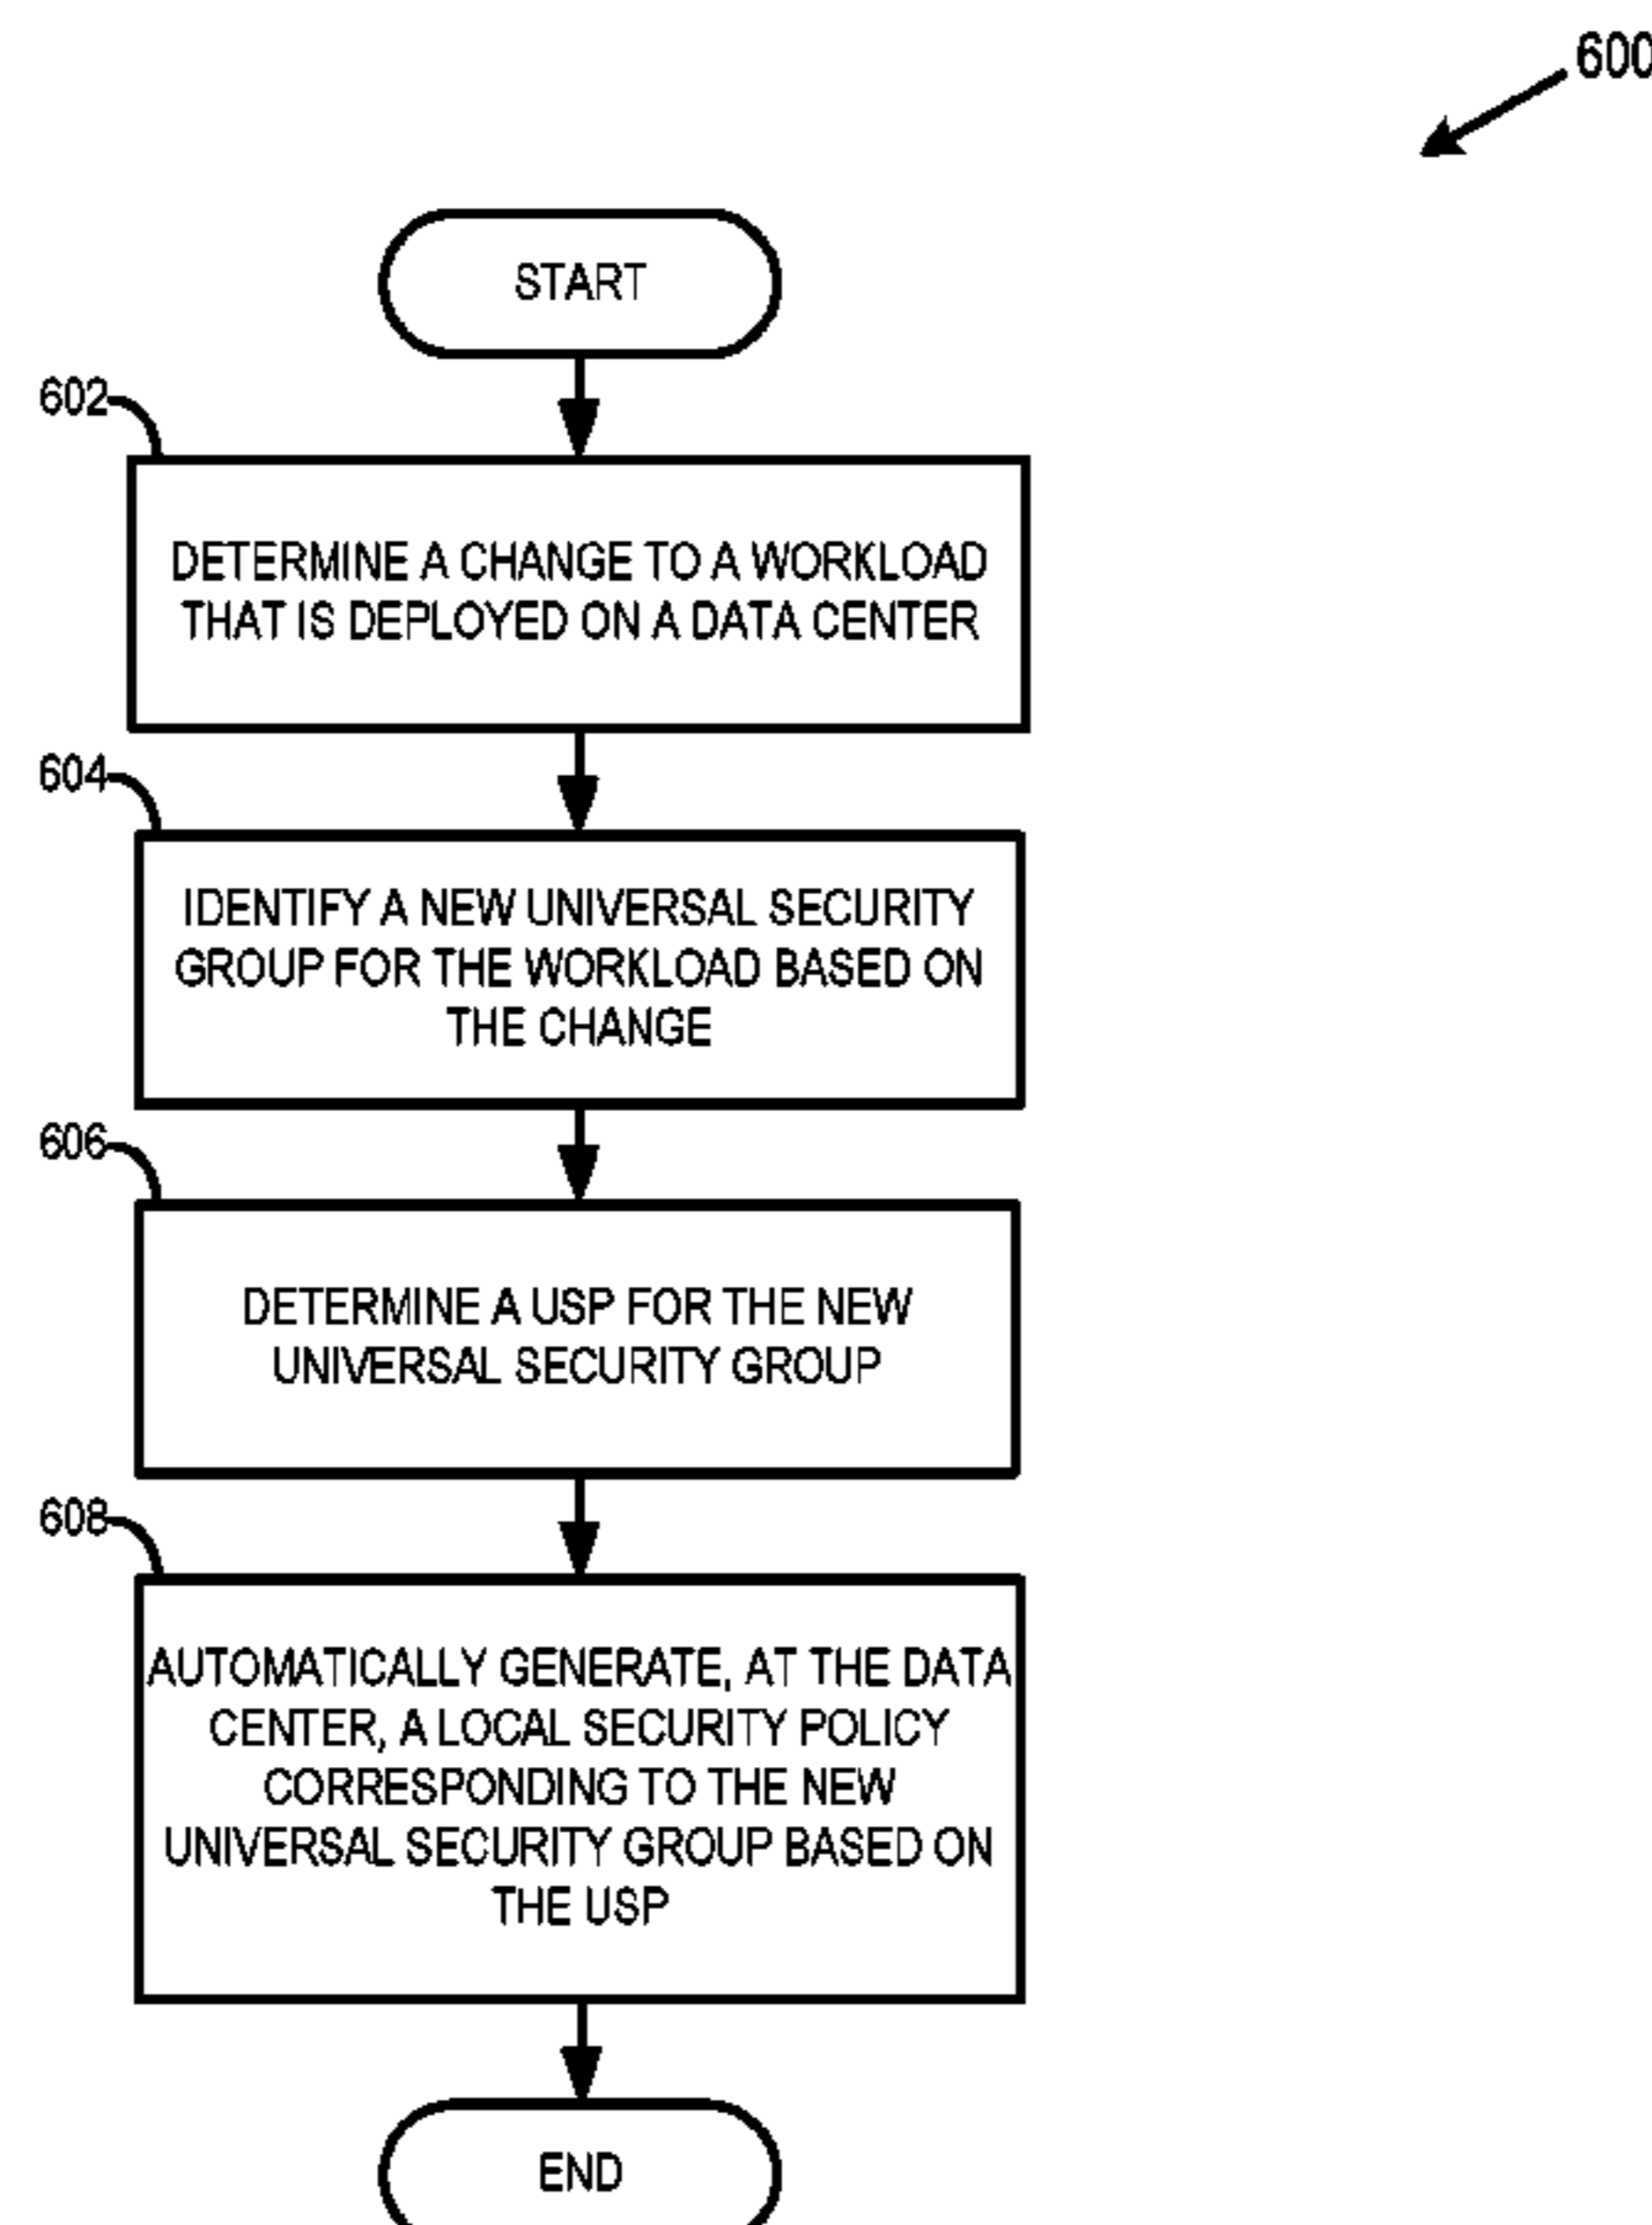 600
START
602
DETERMINE A CHANGE TO A WORKLOAD
THAT IS DEPLOYED ON A DATA CENTER
604
IDENTIFY A NEW UNIVERSAL SECURITY
GROUP FOR THE WORKLOAD BASED ON
THE CHANGE
606
DETERMINE A USP FOR THE NEW
UNIVERSAL SECURITY GROUP
608
AUTOMATICALLY GENERATE, AT THE DATA
CENTER, A LOCAL SECURITY POLICY
CORRESPONDING TO THE NEW
UNIVERSAL SECURITY GROUP BASED ON
THE USP
END